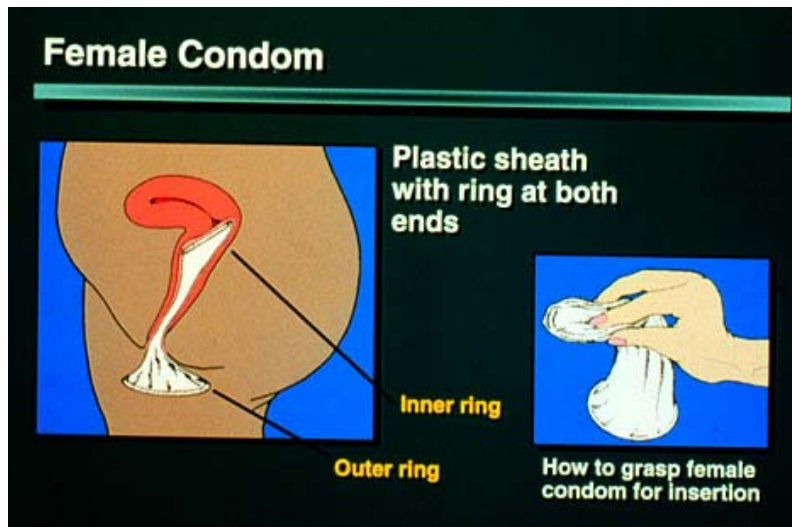 Female Condom
Plastic sheath
with ring at both
ends
Inner ring
Outer ring
How to grasp female
condom for insertion